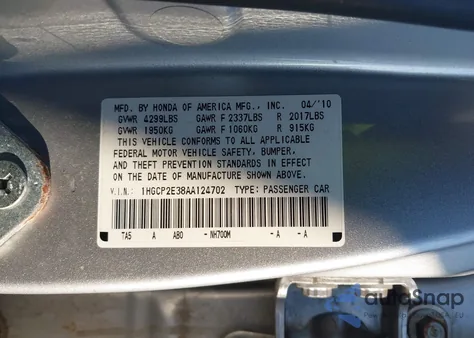 MFD. BY HONDA OF AMERICA MFG., INC. 04/'10
GVWR 4299LBS GAWR F 2337LBS R 2017LBS
GVWR 1950KG GAWR F 1060KG R 915KG
THIS VEHICLE CONFORMS TO ALL APPLICABLE
FEDERAL MOTOR VEHICLE SAFETY, BUMPER,
AND THEFT PREVENTION STANDARDS IN EFFECT
ON THE DATE OF MANUFACTURE SHOWN ABOVE.
V.I.N.: 1HGCP2E38AA124702 TYPE: PASSENGER CAR
TA5 A AB0 - NH700M - A - A
autoSnap